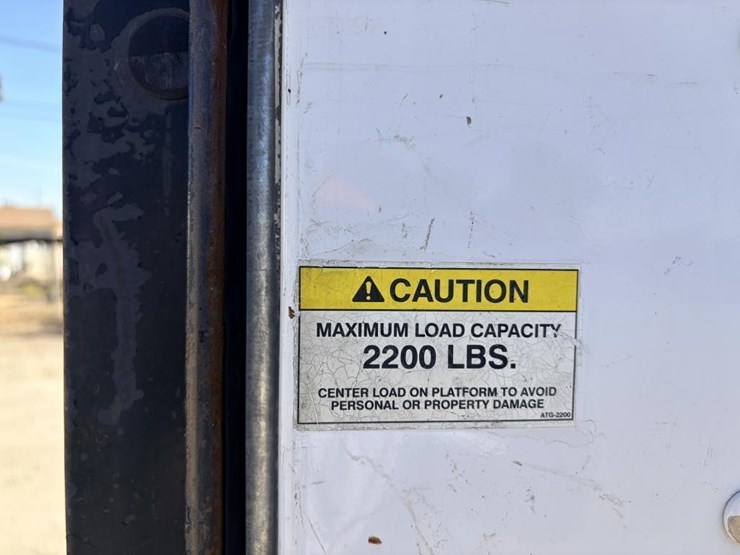 CAUTION
MAXIMUM LOAD CAPACITY
2200 LBS.
CENTER LOAD ON PLATFORM TO AVOID
PERSONAL OR PROPERTY DAMAGE
ATG-2200